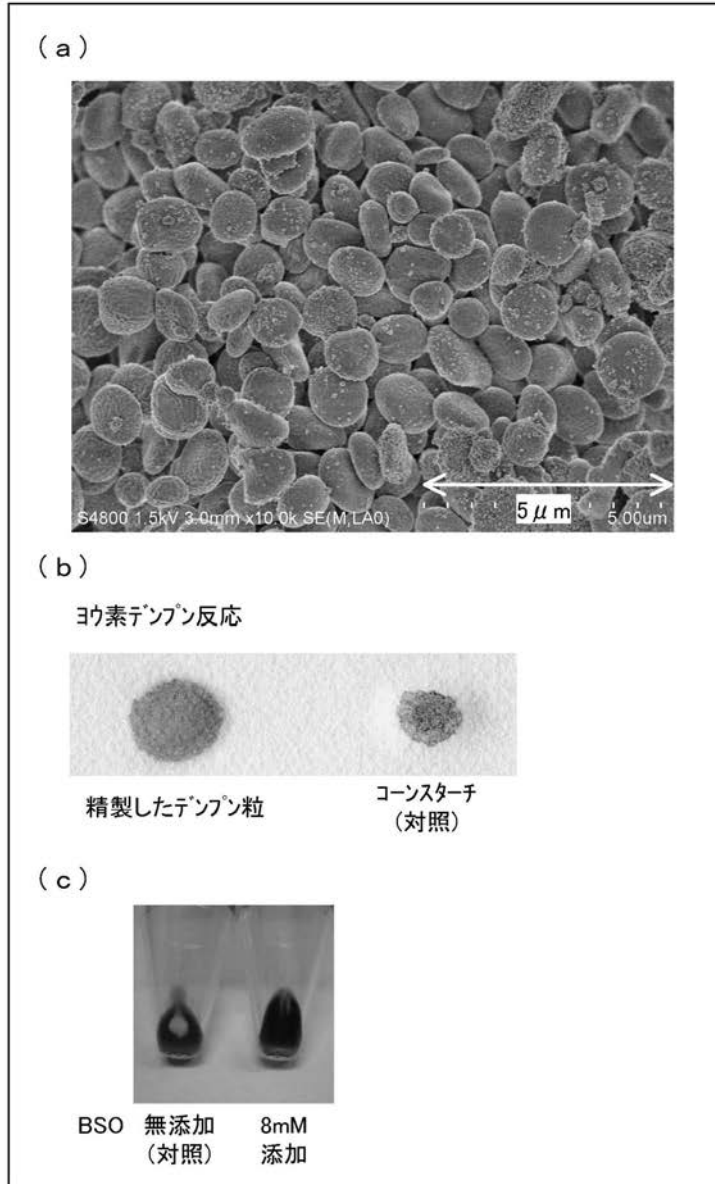 (a)
S4800 1.5kV 3.0mm x10.0k SE(M,LA0)
5μm
5.00um
(b)
ヨウ素デンプン反応
精製したデンプン粒
コーンスターチ
(対照)
(c)
BSO 無添加 8mM
(対照) 添加